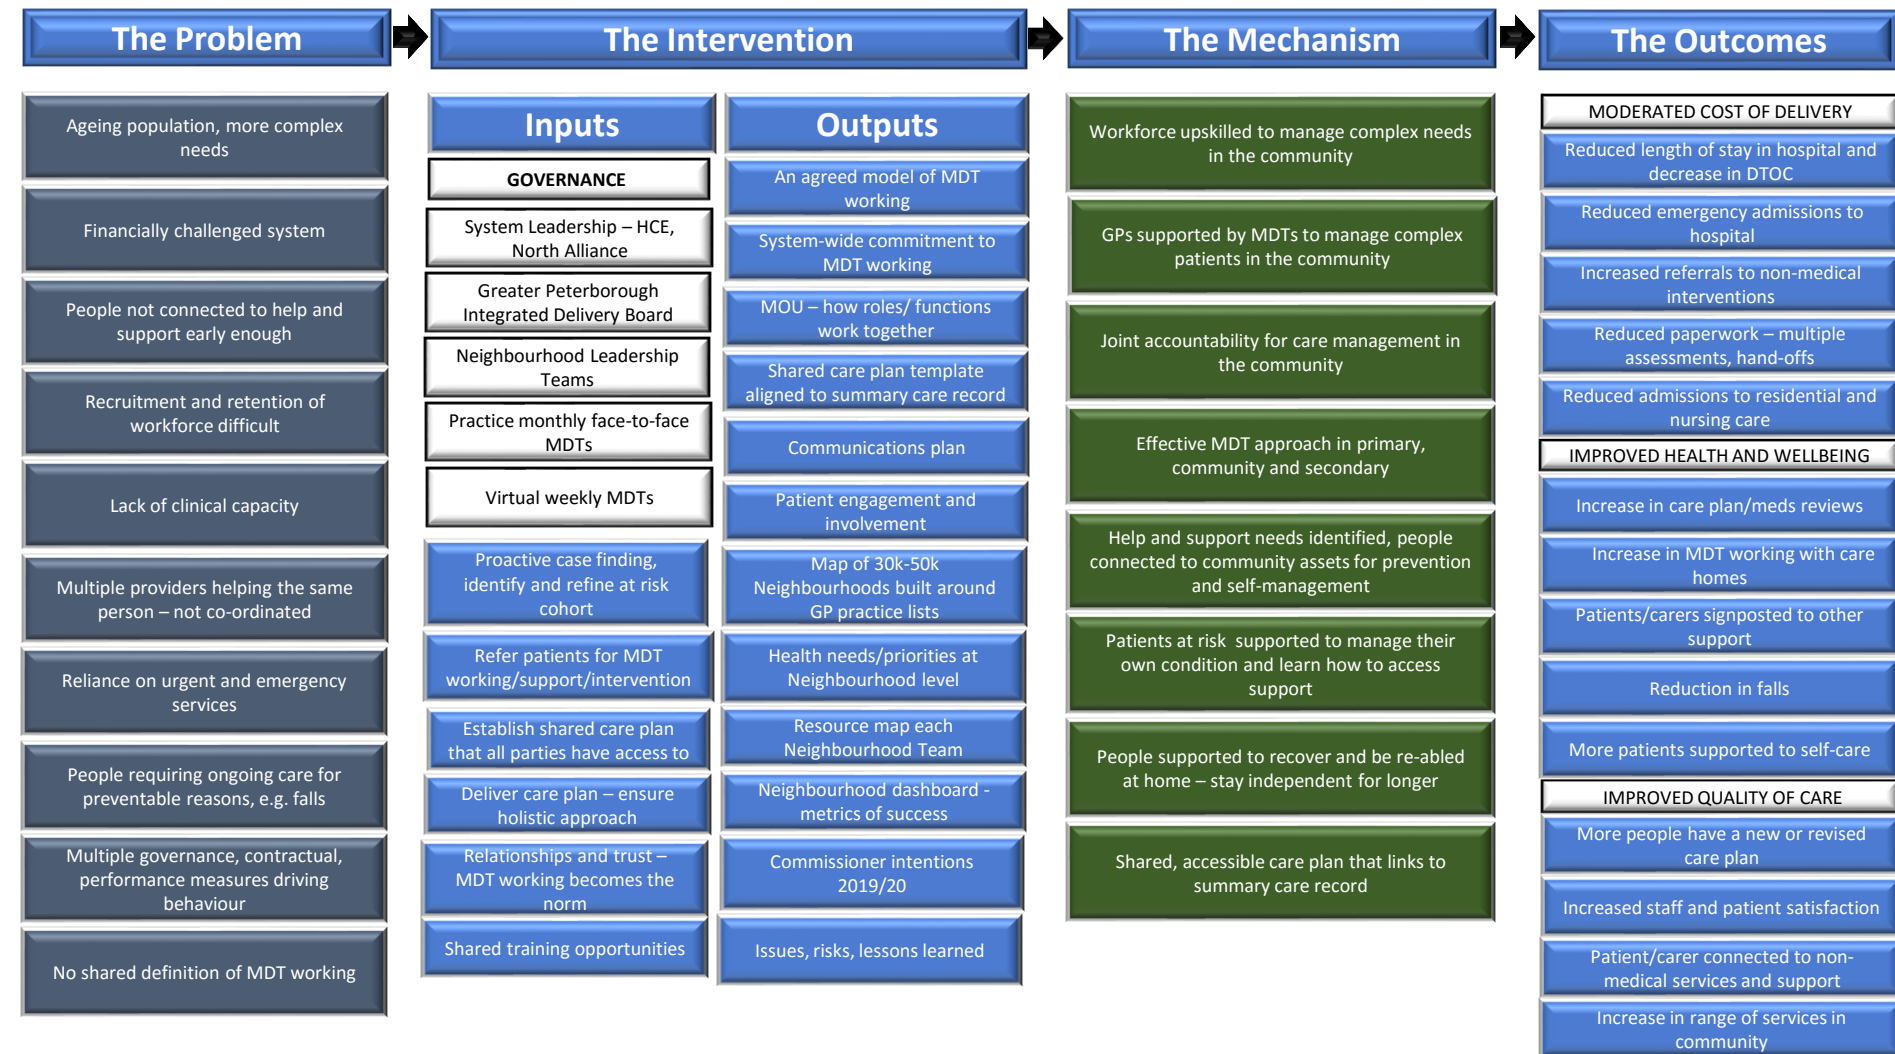 The Problem
The Intervention
The Mechanism
The Outcomes
Ageing population, more complex
needs
Financially challenged system
People not connected to help and
support early enough
Recruitment and retention of
workforce difficult
Lack of clinical capacity
Multiple providers helping the same
person – not co-ordinated
Reliance on urgent and emergency
services
People requiring ongoing care for
preventable reasons, e.g. falls
Multiple governance, contractual,
performance measures driving
behaviour
No shared definition of MDT working
Inputs
GOVERNANCE
System Leadership – HCE,
North Alliance
Greater Peterborough
Integrated Delivery Board
Neighbourhood Leadership
Teams
Practice monthly face-to-face
MDTs
Virtual weekly MDTs
Proactive case finding,
identify and refine at risk
cohort
Refer patients for MDT
working/support/intervention
Establish shared care plan
that all parties have access to
Deliver care plan – ensure
holistic approach
Relationships and trust –
MDT working becomes the
norm
Shared training opportunities
Outputs
An agreed model of MDT
working
System-wide commitment to
MDT working
MOU – how roles/ functions
work together
Shared care plan template
aligned to summary care record
Communications plan
Patient engagement and
involvement
Map of 30k-50k
Neighbourhoods built around
GP practice lists
Health needs/priorities at
Neighbourhood level
Resource map each
Neighbourhood Team
Neighbourhood dashboard -
metrics of success
Commissioner intentions
2019/20
Issues, risks, lessons learned
Workforce upskilled to manage complex needs
in the community
GPs supported by MDTs to manage complex
patients in the community
Joint accountability for care management in
the community
Effective MDT approach in primary,
community and secondary
Help and support needs identified, people
connected to community assets for prevention
and self-management
Patients at risk supported to manage their
own condition and learn how to access
support
People supported to recover and be re-abled
at home – stay independent for longer
Shared, accessible care plan that links to
summary care record
MODERATED COST OF DELIVERY
Reduced length of stay in hospital and
decrease in DTOC
Reduced emergency admissions to
hospital
Increased referrals to non-medical
interventions
Reduced paperwork – multiple
assessments, hand-offs
Reduced admissions to residential and
nursing care
IMPROVED HEALTH AND WELLBEING
Increase in care plan/meds reviews
Increase in MDT working with care
homes
Patients/carers signposted to other
support
Reduction in falls
More patients supported to self-care
IMPROVED QUALITY OF CARE
More people have a new or revised
care plan
Increased staff and patient satisfaction
Patient/carer connected to non-
medical services and support
Increase in range of services in
community